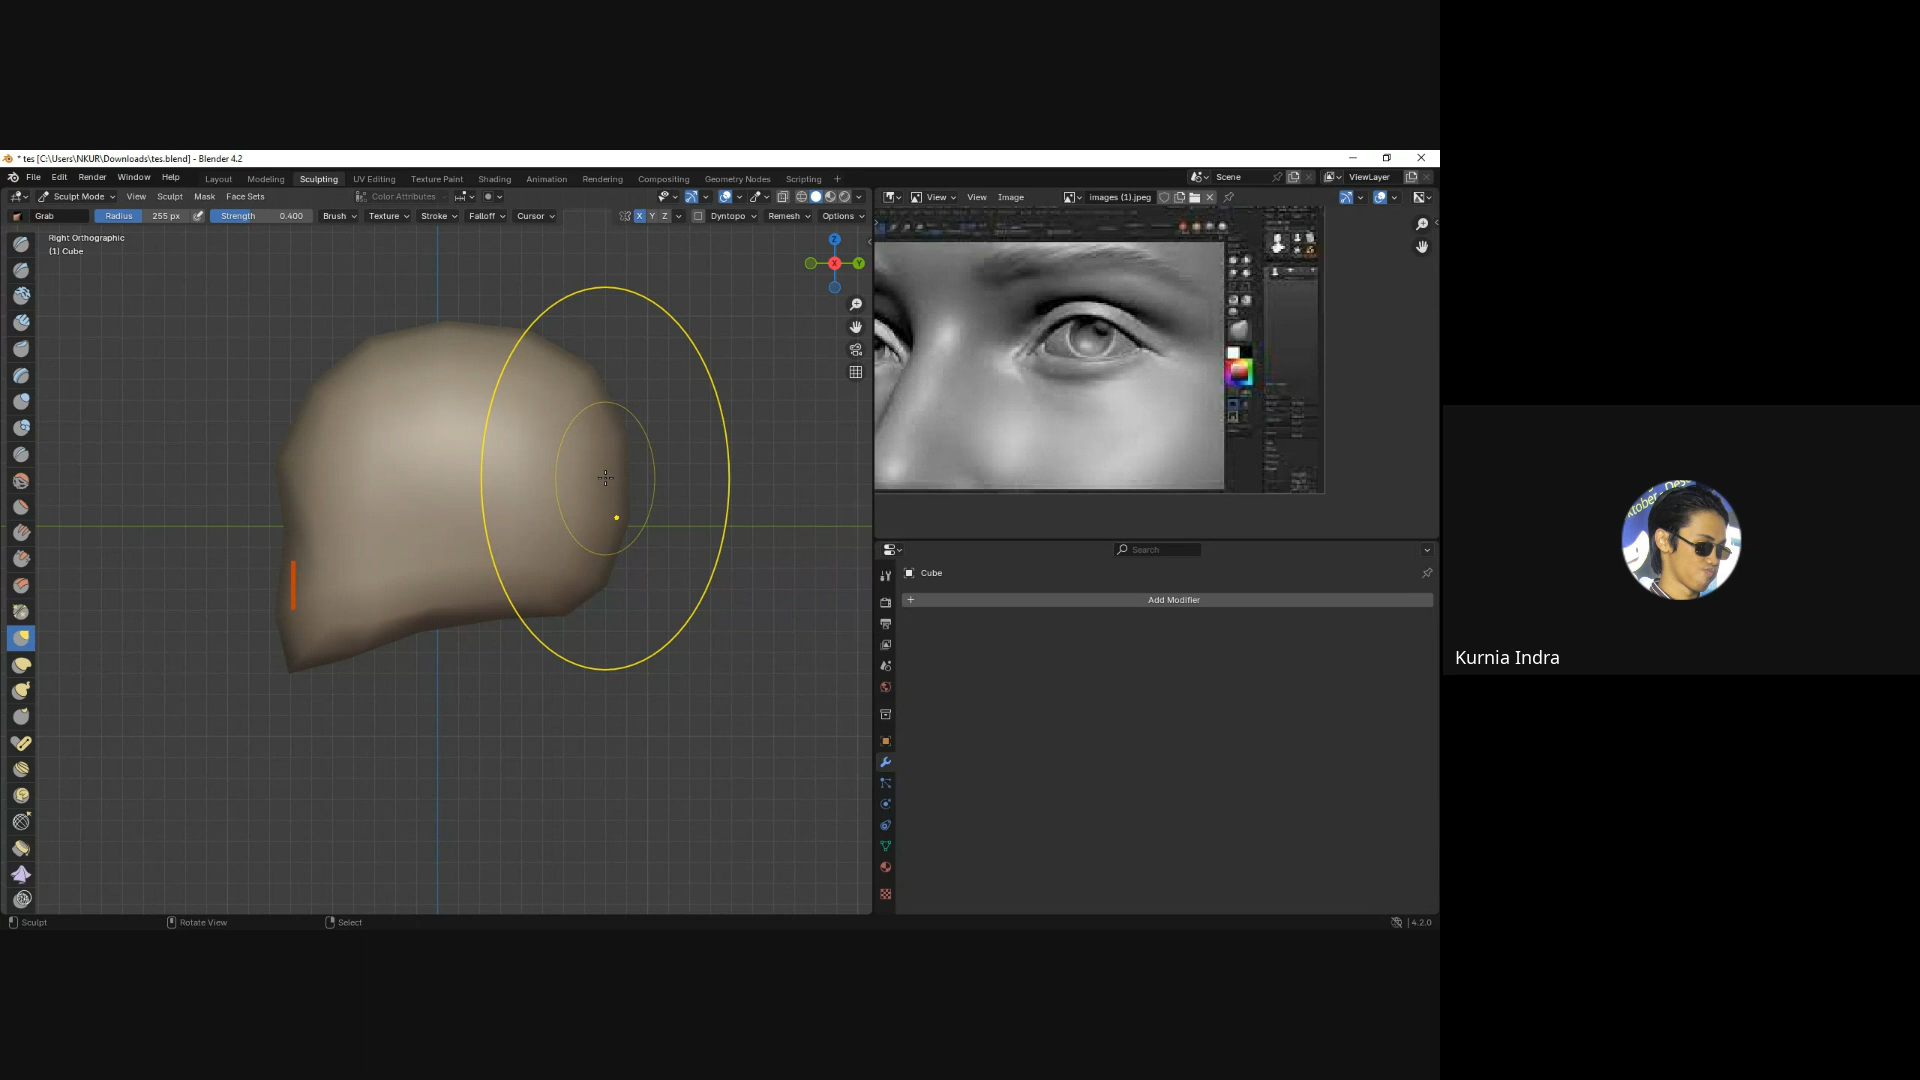 * tes [C:\Users\NKUR\Downloads\tes.blend] - Blender 4.2
File Edit Render Window Help Layout Modeling Sculpting UV Editing Texture Paint Shading Animation Rendering Compositing Geometry Nodes Scripting + Scene ViewLayer
Sculpt Mode View Sculpt Mask Face Sets Color Attributes View View Image images (1).jpeg
Grab Radius 255 px Strength 0.400 Brush Texture Stroke Falloff Cursor X Y Z Dyntopo Remesh Options
Right Orthographic
(1) Cube
Z
X
Y
Search
Cube
+ Add Modifier
Kurnia Indra
Sculpt Rotate View Select 4.2.0